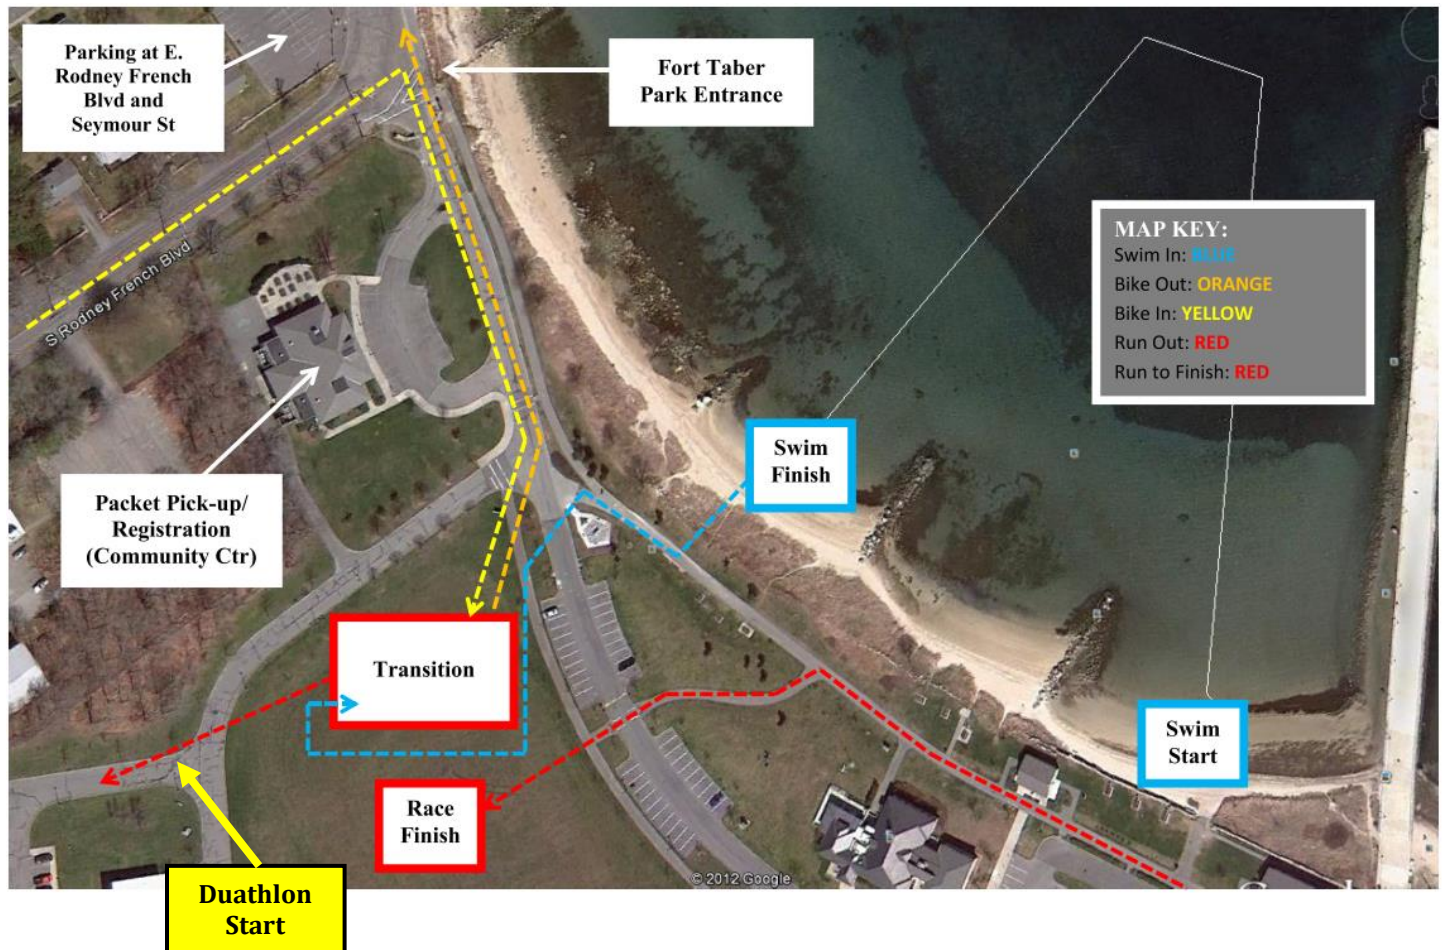 Parking at E.
Rodney French
Blvd and
Seymour St
Fort Taber
Park Entrance
MAP KEY:
Swim In: BLUE
Bike Out: ORANGE
Bike In: YELLOW
Run Out: RED
Run to Finish: RED
S Rodney French Blvd
Swim
Finish
Packet Pick-up/
Registration
(Community Ctr)
Transition
Swim
Start
Race
Finish
Duathlon
Start
© 2012 Google